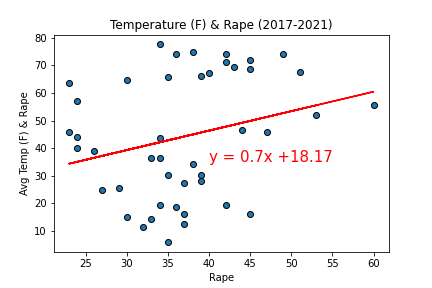 Temperature (F) & Rape (2017-2021)
Avg Temp (F) & Rape
80
70
60
50
40
30
20
10
y = 0.7x +18.17
25 30 35 40 45 50 55 60
Rape